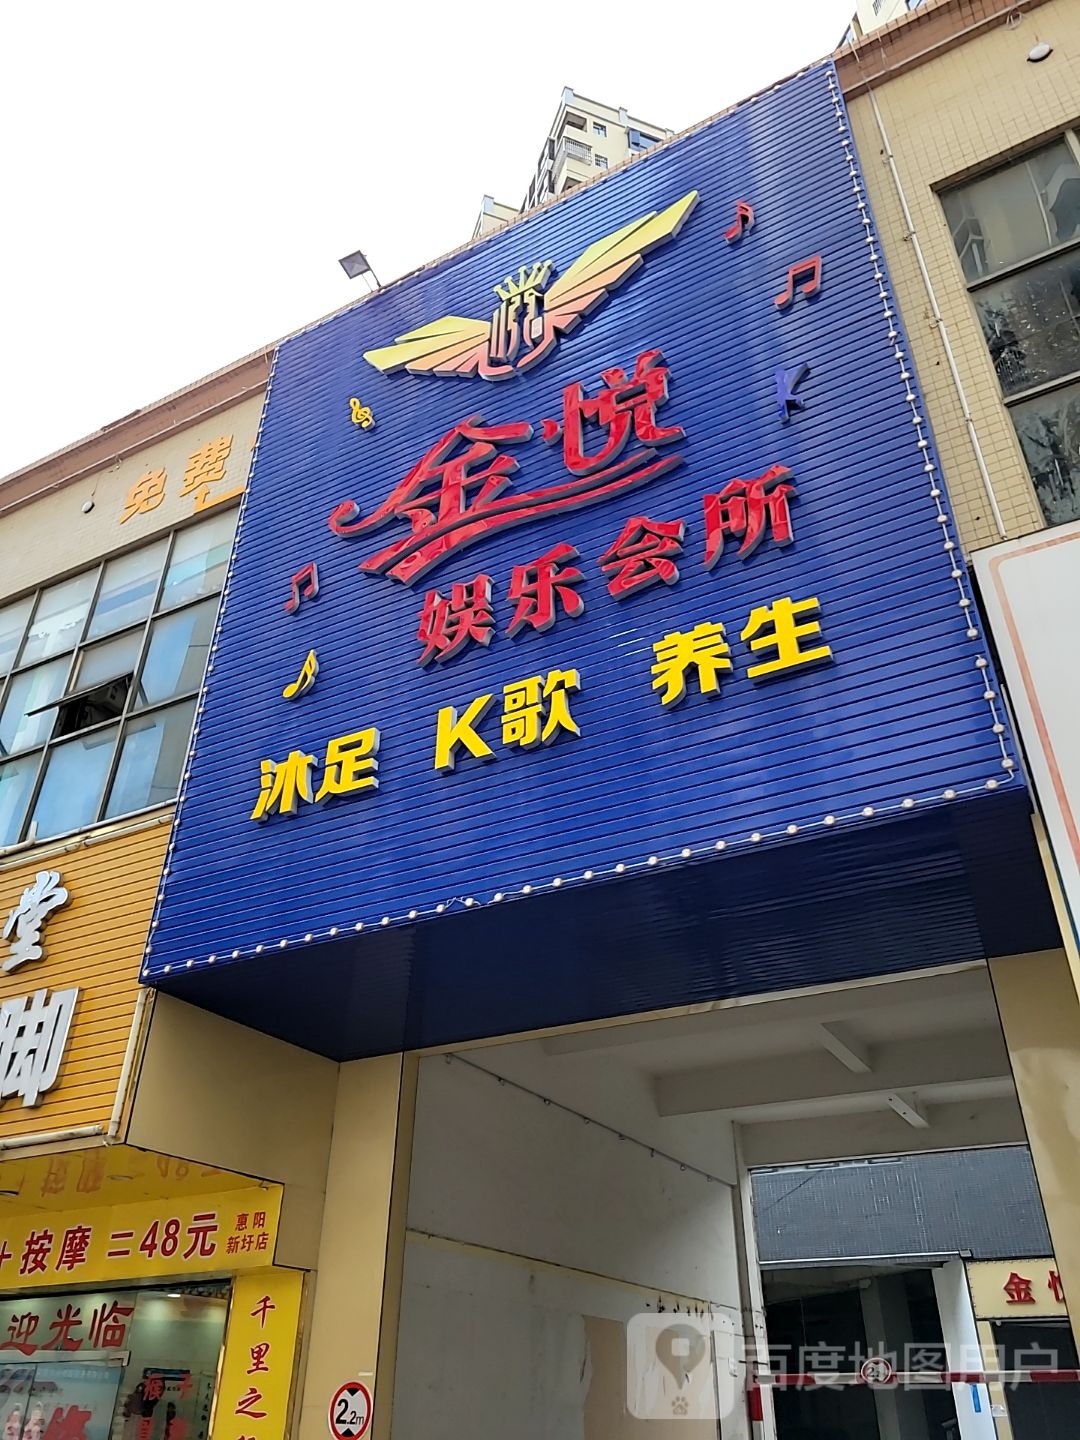 免费
悦
金悦
K
娱乐会所
沐足 K歌 养生
堂
脚
按摩=48元 惠阳新圩店
迎光临
千里之
2.2m
金悦
百度地图用户